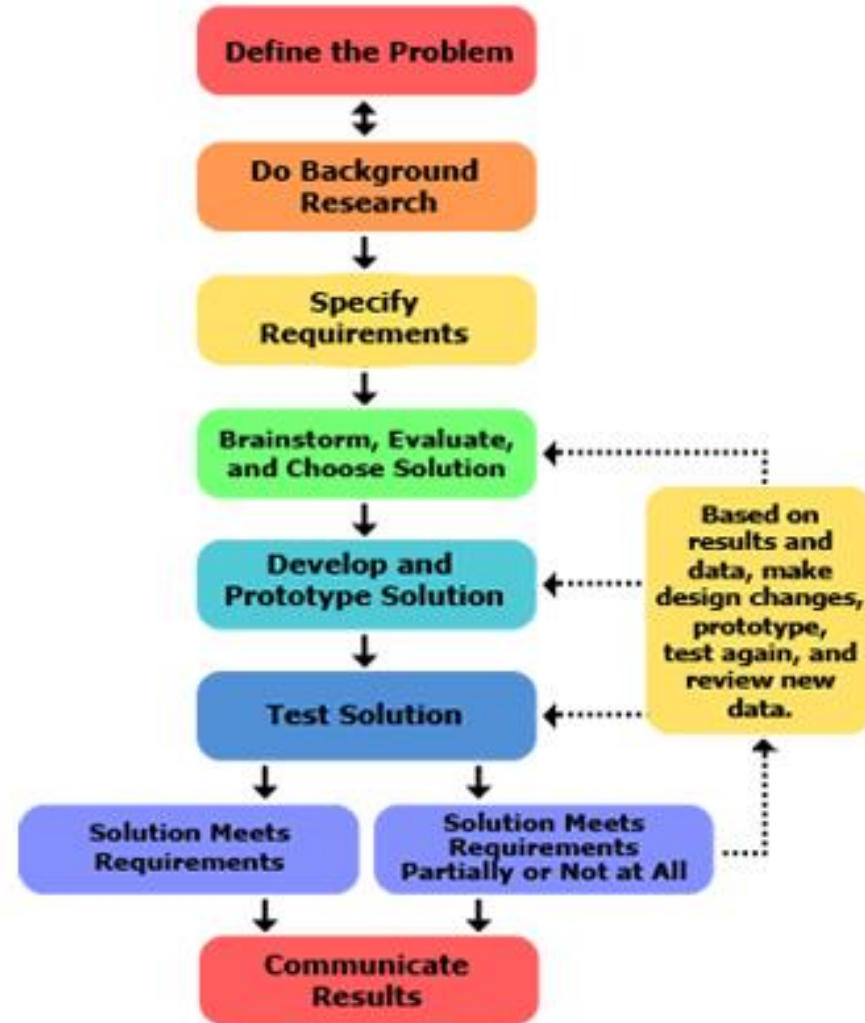 Define the Problem
Do Background
Research
Specify
Requirements
Brainstorm, Evaluate,
and Choose Solution
Develop and
Prototype Solution
Based on
results and
data, make
design changes,
prototype,
test again, and
review new
data.
Test Solution
Solution Meets
Requirements
Solution Meets
Requirements
Partially or Not at All
Communicate
Results